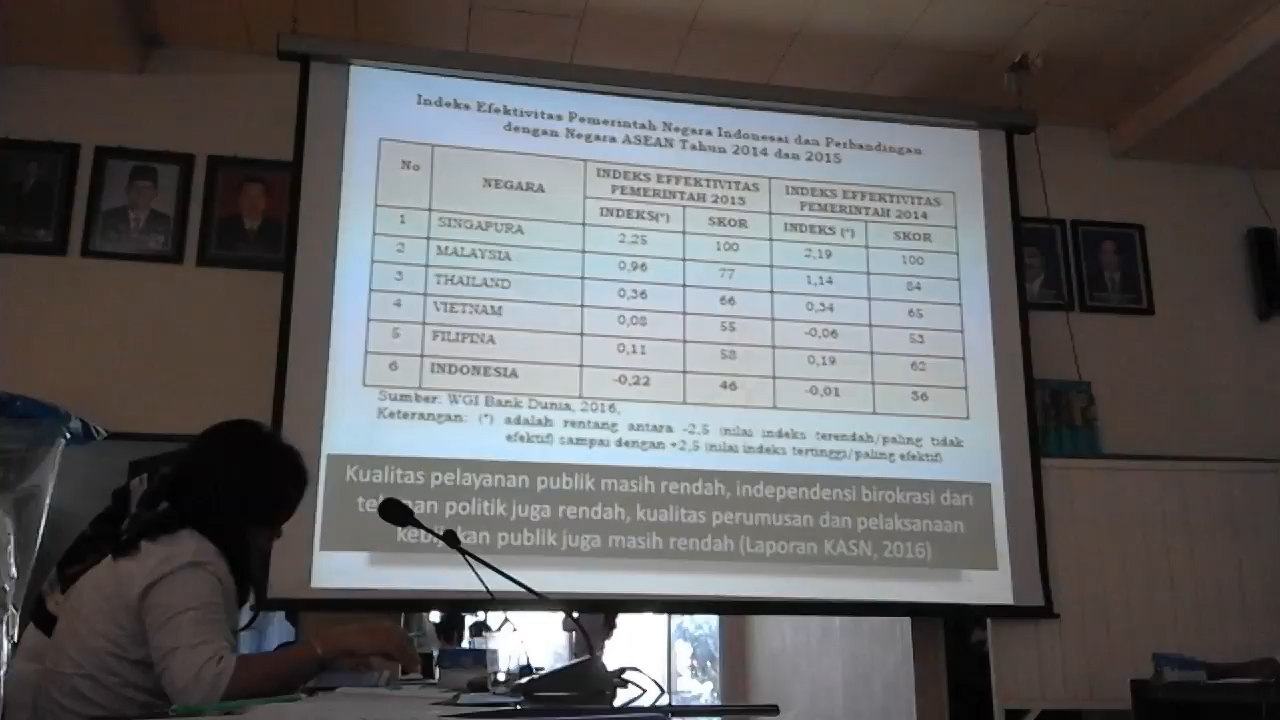 Indeks Efektivitas Pemerintah Negara Indonesai dan Perbandingan
dengan Negara ASEAN Tahun 2014 dan 2015
No NEGARA INDEKS EFFEKTIVITAS PEMERINTAH 2015 INDEKS EFFEKTIVITAS PEMERINTAH 2014
INDEKS(*) SKOR INDEKS (*) SKOR
1 SINGAPURA 2,25 100 2,19 100
2 MALAYSIA 0,96 77 1,14 84
3 THAILAND 0,36 66 0,34 65
4 VIETNAM 0,08 55 -0,06 53
5 FILIPINA 0,11 58 0,19 62
6 INDONESIA -0,22 46 -0,01 56
Sumber: WGI Bank Dunia, 2016.
Keterangan: (*) adalah rentang antara -2,5 (nilai indeks terendah/paling tidak
efektif) sampai dengan +2,5 (nilai indeks tertinggi/paling efektif)
Kualitas pelayanan publik masih rendah, independensi birokrasi dari
tekanan politik juga rendah, kualitas perumusan dan pelaksanaan
kebijakan publik juga masih rendah (Laporan KASN, 2016)